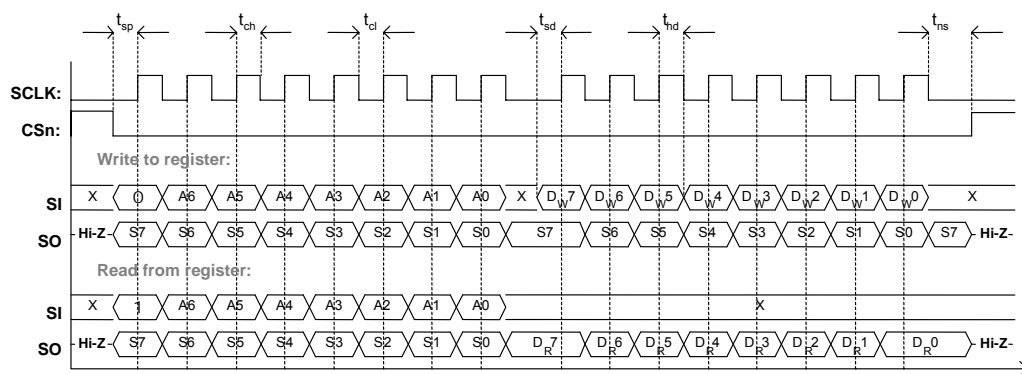 tsp tch tcl tsd thd tns
SCLK:
CSn:
Write to register:
SI X 0 A6 A5 A4 A3 A2 A1 A0 X DW7 DW6 DW5 DW4 DW3 DW2 DW1 DW0 X
SO Hi-Z S7 S6 S5 S4 S3 S2 S1 S0 S7 S6 S5 S4 S3 S2 S1 S0 S7 Hi-Z
Read from register:
SI X 1 A6 A5 A4 A3 A2 A1 A0 X
SO Hi-Z S7 S6 S5 S4 S3 S2 S1 S0 DR7 DR6 DR5 DR4 DR3 DR2 DR1 DR0 Hi-Z